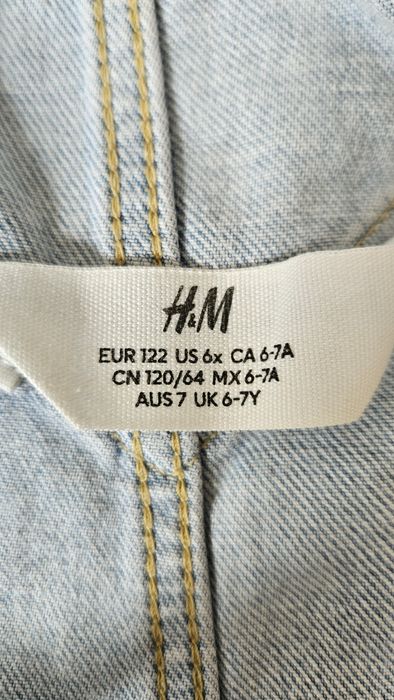 H&M
EUR 122 US 6x CA 6-7A
CN 120/64 MX 6-7A
AUS 7 UK 6-7Y